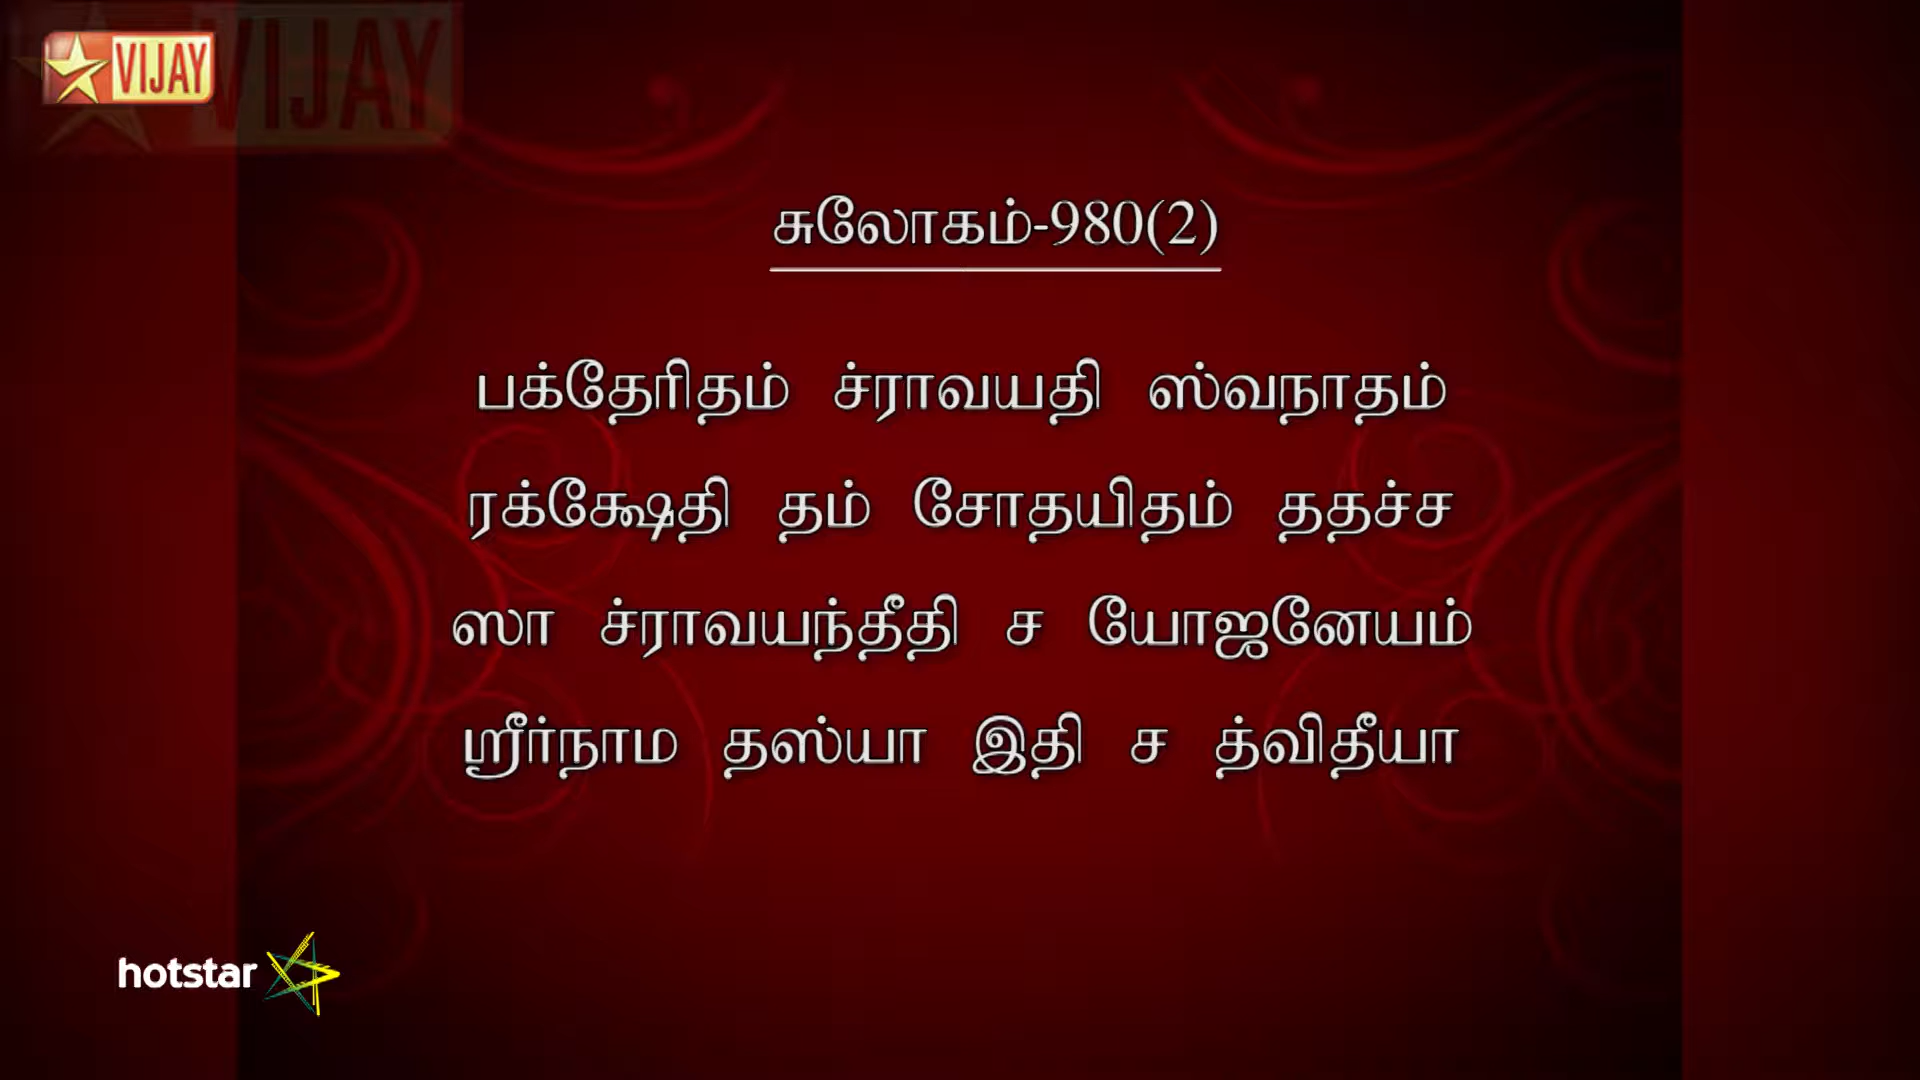 VIJAY
VIJAY
சுலோகம்-980(2)
பக்தேரிதம் ச்ராவயதி ஸ்வநாதம்
ரக்க்ஷேதி தம் சோதயிதம் ததச்ச
ஸா ச்ராவயந்தீதி ச யோஜனேயம்
ஸ்ரீர்நாம தஸ்யா இதி ச த்விதீயா
hotstar